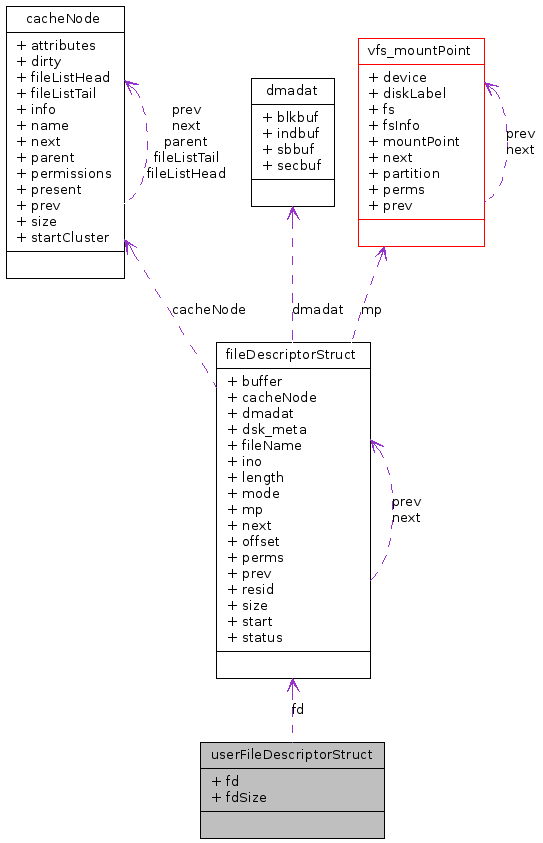 cacheNode
+ attributes
+ dirty
+ fileListHead
+ fileListTail
+ info
+ name
+ next
+ parent
+ permissions
+ present
+ prev
+ size
+ startCluster
prev
next
parent
fileListTail
fileListHead
dmadat
+ blkbuf
+ indbuf
+ sbbuf
+ secbuf
vfs_mountPoint
+ device
+ diskLabel
+ fs
+ fsInfo
+ mountPoint
+ next
+ partition
+ perms
+ prev
prev
next
cacheNode
dmadat
mp
fileDescriptorStruct
+ buffer
+ cacheNode
+ dmadat
+ dsk_meta
+ fileName
+ ino
+ length
+ mode
+ mp
+ next
+ offset
+ perms
+ prev
+ resid
+ size
+ start
+ status
prev
next
fd
userFileDescriptorStruct
+ fd
+ fdSize